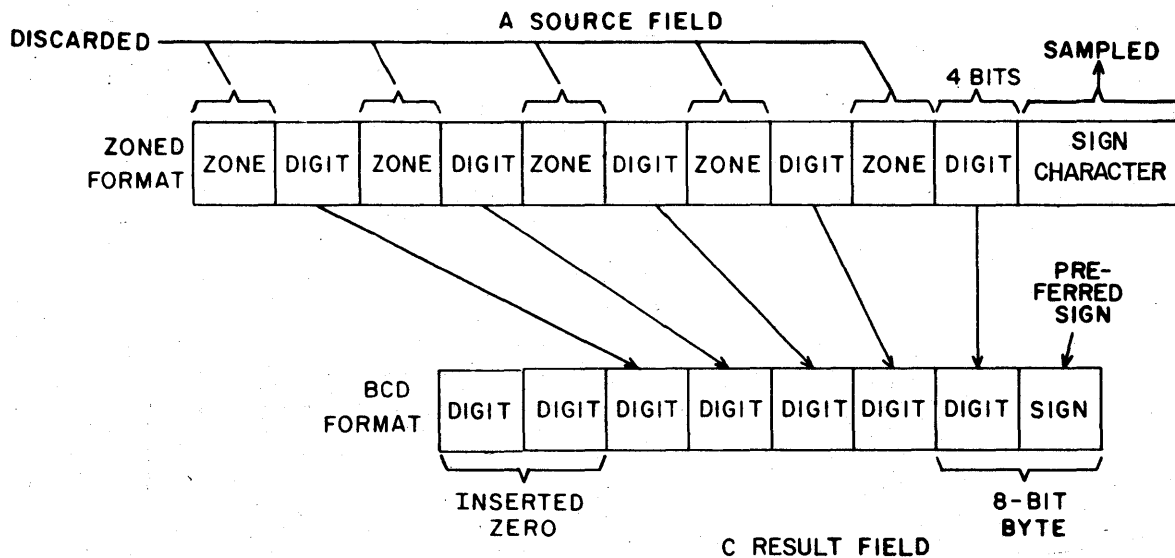 A SOURCE FIELD
DISCARDED
SAMPLED
4 BITS
ZONED
FORMAT
ZONE DIGIT ZONE DIGIT ZONE DIGIT ZONE DIGIT ZONE DIGIT SIGN
CHARACTER
PRE-
FERRED
SIGN
BCD
FORMAT
DIGIT DIGIT DIGIT DIGIT DIGIT DIGIT DIGIT SIGN
INSERTED
ZERO
8-BIT
BYTE
C RESULT FIELD